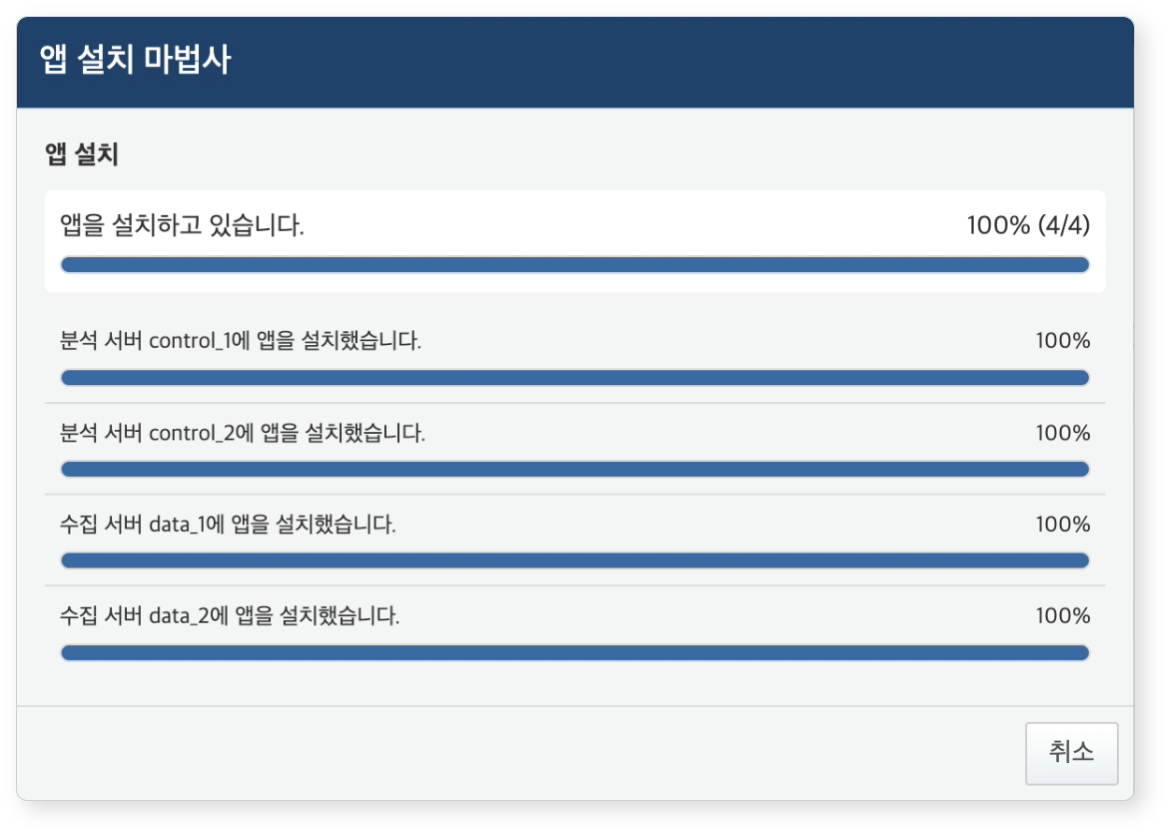 앱 설치 마법사
앱 설치
앱을 설치하고 있습니다. 100% (4/4)
분석 서버 control_1에 앱을 설치했습니다. 100%
분석 서버 control_2에 앱을 설치했습니다. 100%
수집 서버 data_1에 앱을 설치했습니다. 100%
수집 서버 data_2에 앱을 설치했습니다. 100%
취소